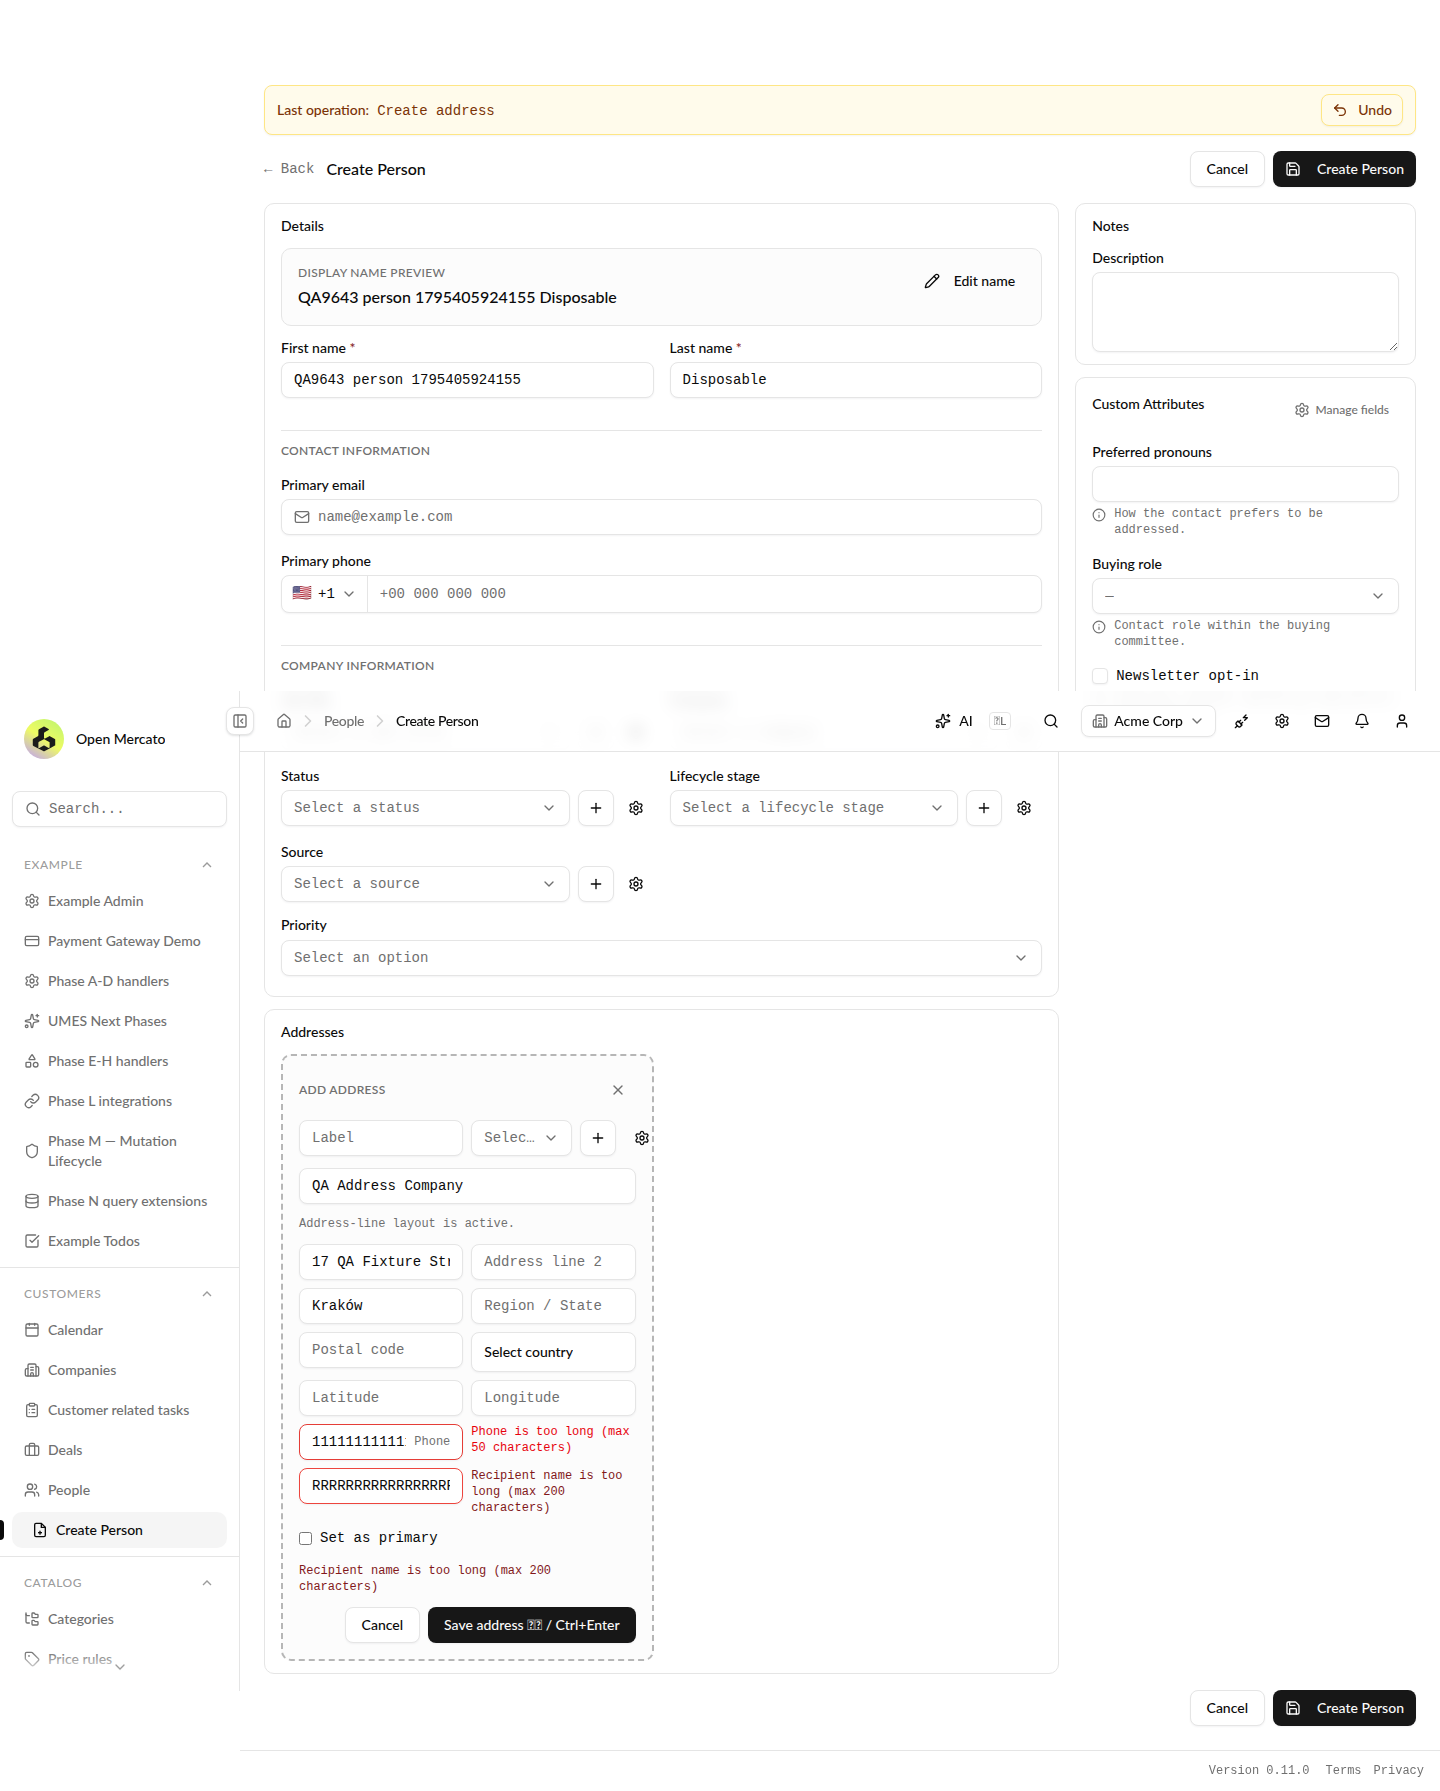 Last operation: Create address
Undo
← Back Create Person
Cancel
Create Person
Details
DISPLAY NAME PREVIEW
QA9643 person 1795405924155 Disposable
Edit name
First name *
Last name *
QA9643 person 1795405924155
Disposable
CONTACT INFORMATION
Primary email
name@example.com
Primary phone
+1
+00 000 000 000
COMPANY INFORMATION
Notes
Description
Custom Attributes
Manage fields
Preferred pronouns
How the contact prefers to be
addressed.
Buying role
—
Contact role within the buying
committee.
Newsletter opt-in
Open Mercato
People
Create Person
AI
L
Acme Corp
Search...
EXAMPLE
Example Admin
Payment Gateway Demo
Phase A-D handlers
UMES Next Phases
Phase E-H handlers
Phase L integrations
Phase M — Mutation
Lifecycle
Phase N query extensions
Example Todos
CUSTOMERS
Calendar
Companies
Customer related tasks
Deals
People
Create Person
CATALOG
Categories
Price rules
Status
Lifecycle stage
Select a status
Select a lifecycle stage
Source
Select a source
Priority
Select an option
Addresses
ADD ADDRESS
Label
Selec…
QA Address Company
Address-line layout is active.
17 QA Fixture Str
Address line 2
Kraków
Region / State
Postal code
Select country
Latitude
Longitude
11111111111
Phone
Phone is too long (max
50 characters)
RRRRRRRRRRRRRRRR
Recipient name is too
long (max 200
characters)
Set as primary
Recipient name is too long (max 200
characters)
Cancel
Save address / Ctrl+Enter
Cancel
Create Person
Version 0.11.0
Terms
Privacy